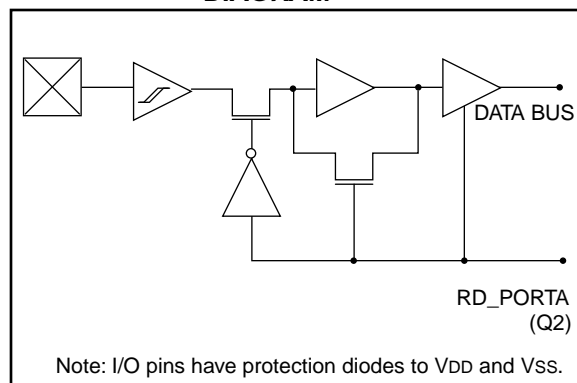 DIAGRAM
DATA BUS
RD_PORTA
(Q2)
Note: I/O pins have protection diodes to VDD and VSS.